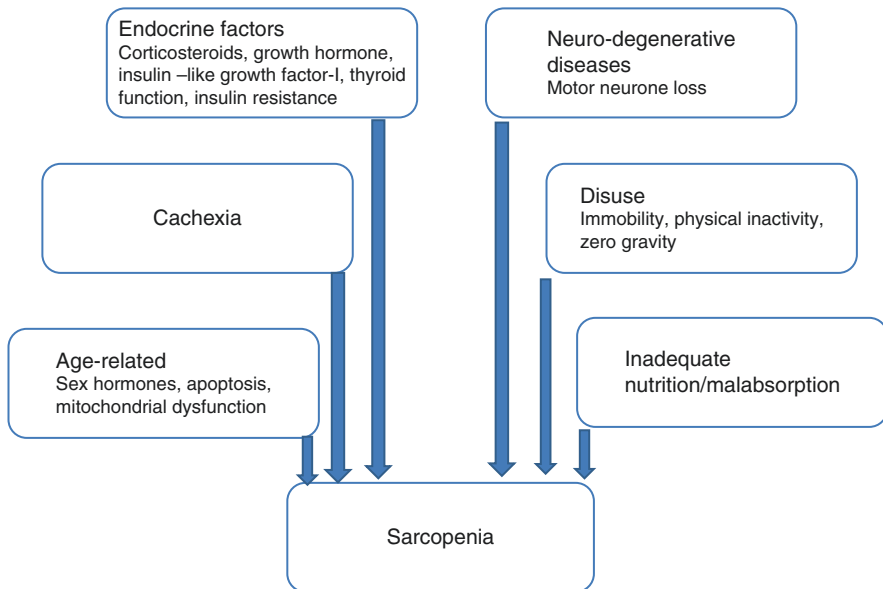 Endocrine factors
Corticosteroids, growth hormone,
insulin –like growth factor-I, thyroid
function, insulin resistance
Neuro-degenerative
diseases
Motor neurone loss
Cachexia
Disuse
Immobility, physical inactivity,
zero gravity
Age-related
Sex hormones, apoptosis,
mitochondrial dysfunction
Inadequate
nutrition/malabsorption
Sarcopenia